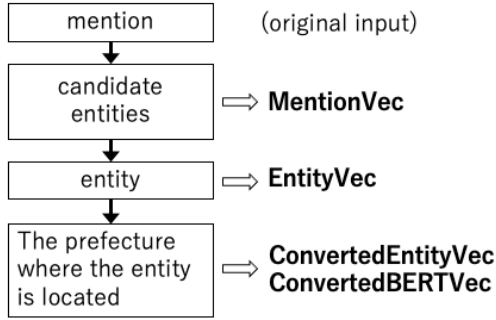 mention
(original input)
candidate
entities
MentionVec
entity
EntityVec
The prefecture
where the entity
is located
ConvertedEntityVec
ConvertedBERTVec